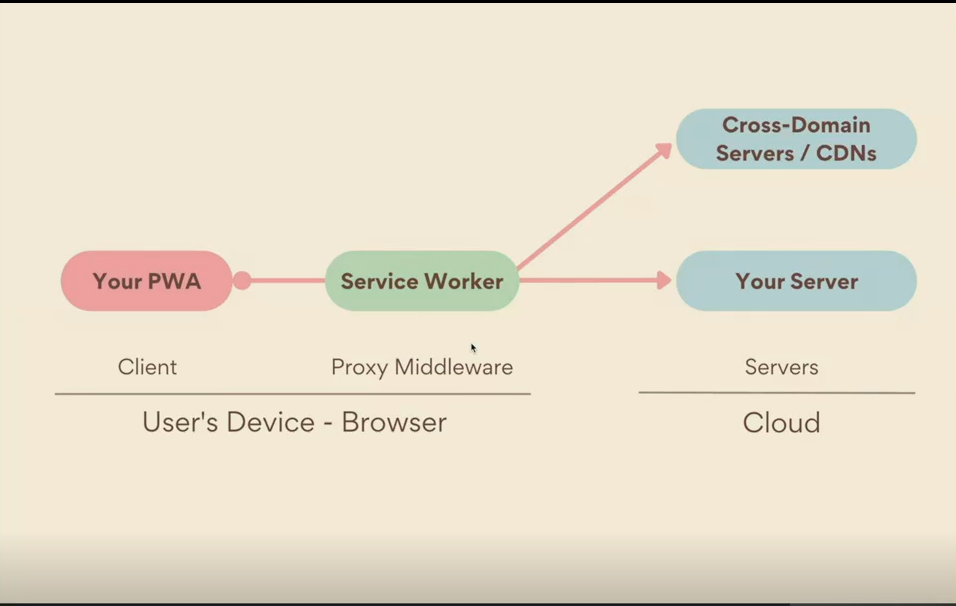 Cross-Domain
Servers / CDNs
Your PWA
Service Worker
Your Server
Client
Proxy Middleware
Servers
User's Device - Browser
Cloud